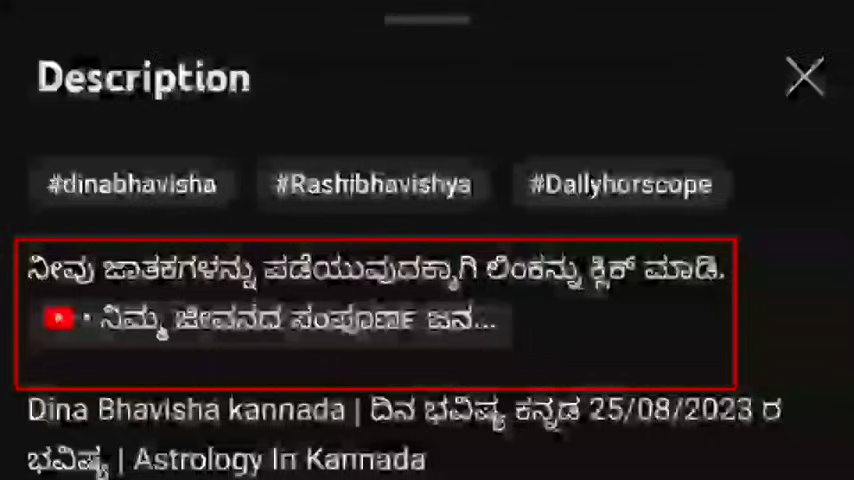 Description
#dinabhavisha #Rashibhavishya #Dallyhorscope
ನೀವು ಜಾತಕಗಳನ್ನು ಪಡೆಯುವುದಕ್ಕಾಗಿ ಲಿಂಕನ್ನು ಕ್ಲಿಕ್ ಮಾಡಿ.
• ನಿಮ್ಮ ಜೀವನದ ಸಂಪೂರ್ಣ ಜನ...
Dina Bhavisha kannada | ದಿನ ಭವಿಷ್ಯ ಕನ್ನಡ 25/08/2023 ರ
ಭವಿಷ್ಯ | Astrology In Kannada